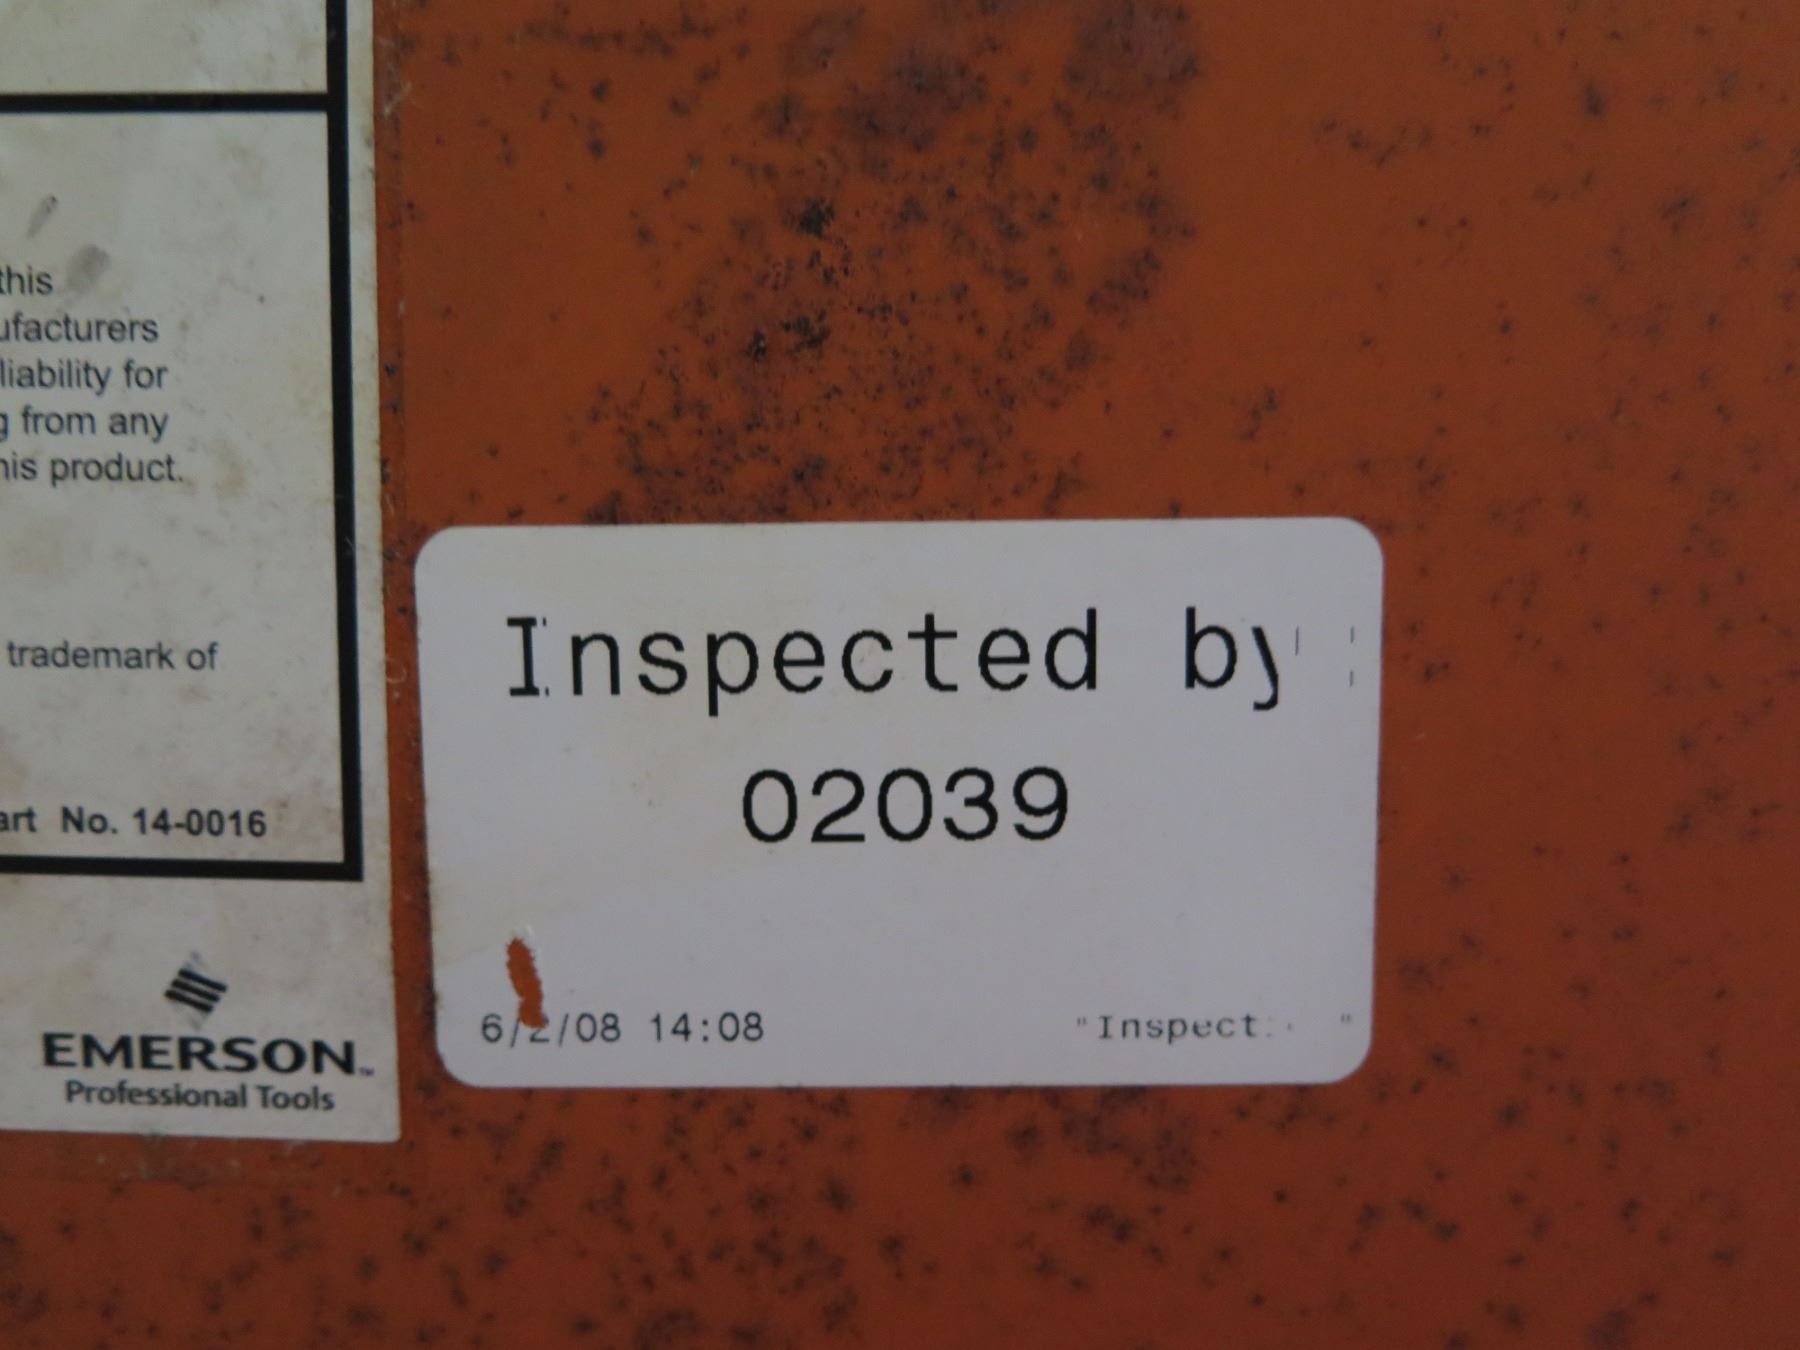 this
ufacturers
liability for
g from any
his product.
trademark of
art No. 14-0016
EMERSON™
Professional Tools
Inspected by
02039
6/2/08 14:08
"Inspect